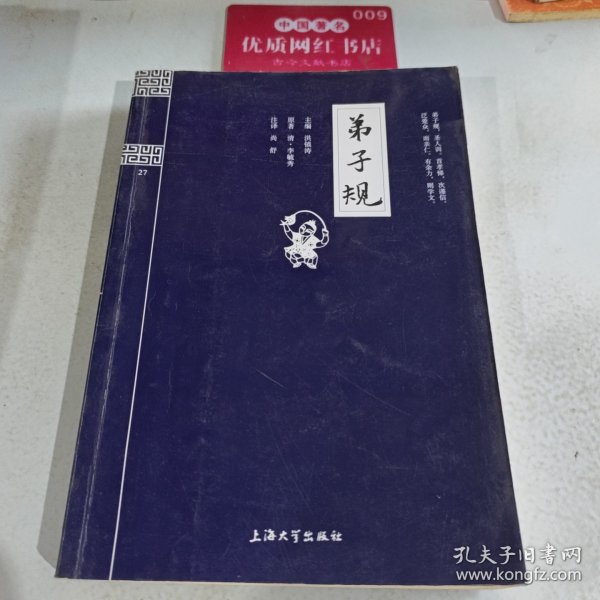 009
中国著名
优质网红书店
古今文献书店
弟子规，圣人训。首孝悌，次谨信。
泛爱众，而亲仁。有余力，则学文。
弟子规
主编 洪镇涛
原著 清·李毓秀
注译 尚舒
27
上海大学出版社
孔夫子旧书网
www.kongfz.com